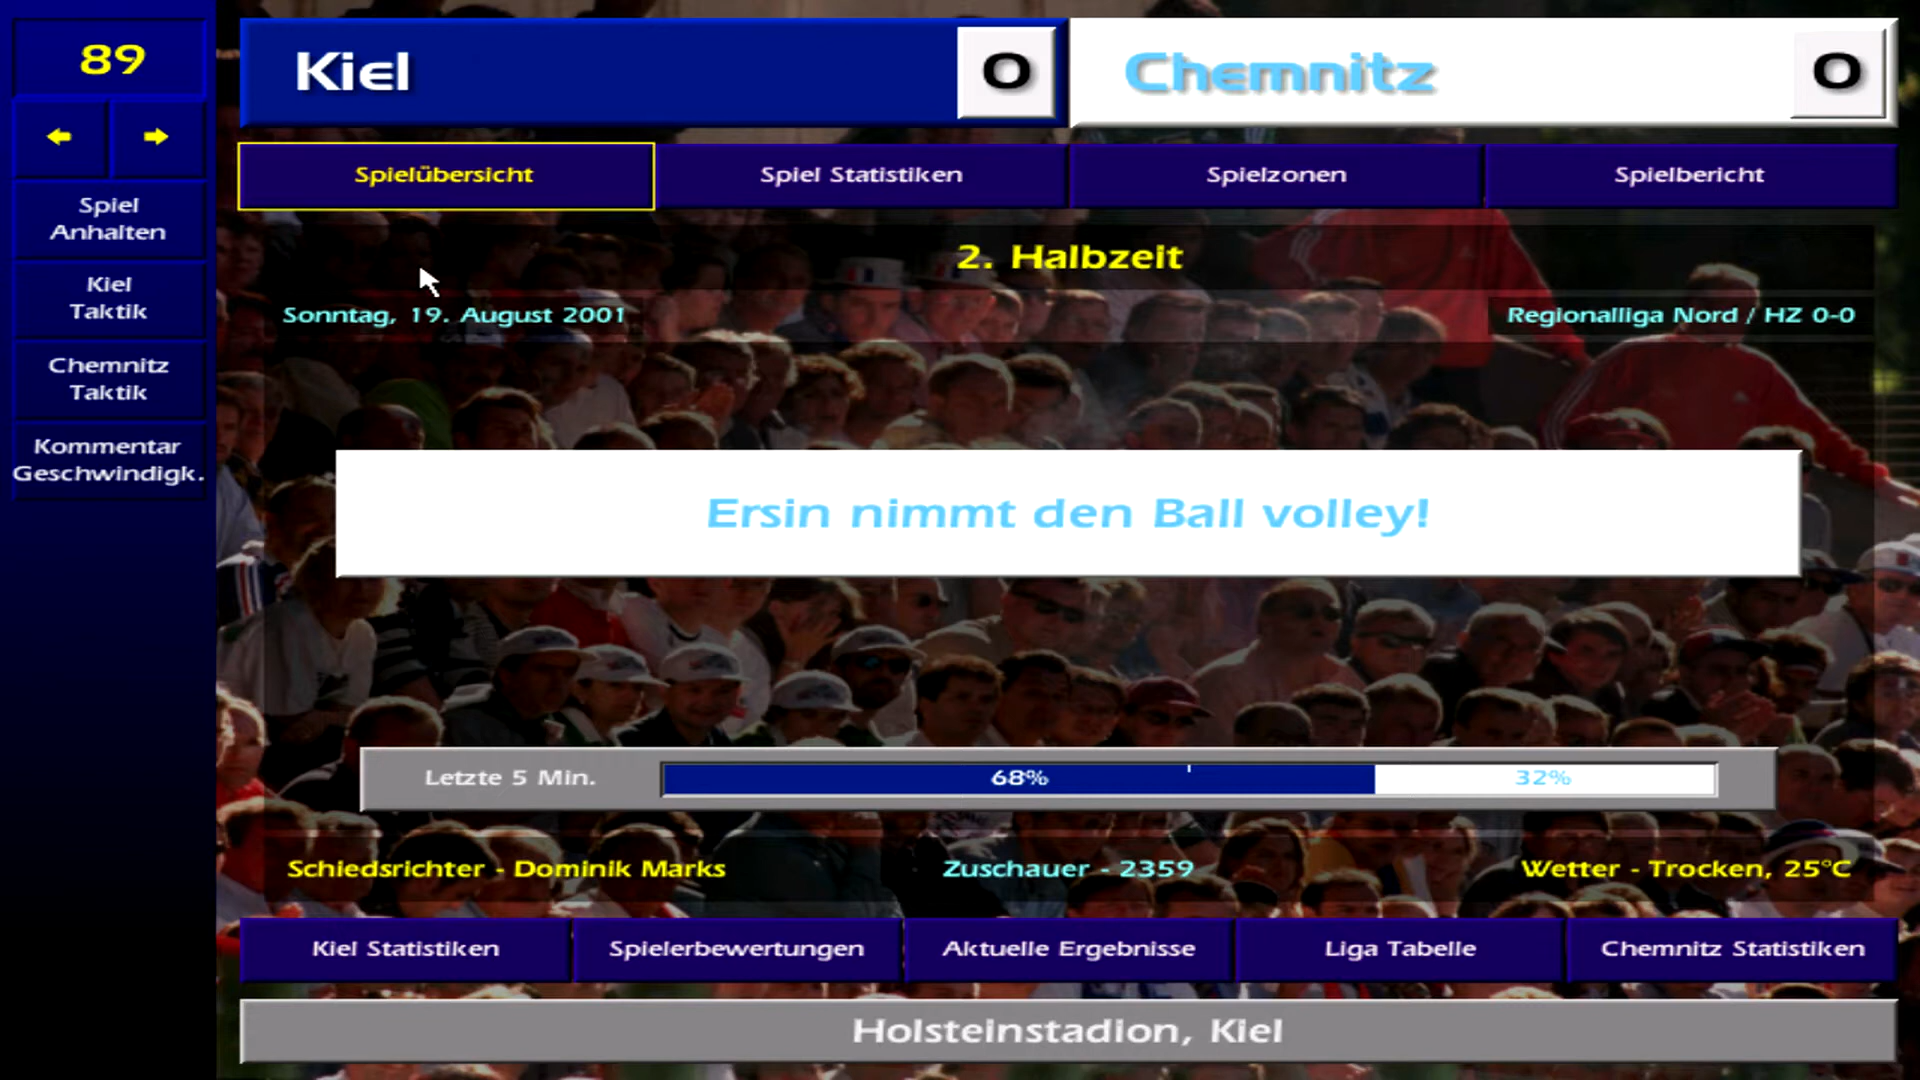 89
Kiel 0
Chemnitz 0
Spielübersicht
Spiel Statistiken
Spielzonen
Spielbericht
Spiel
Anhalten
Kiel
Taktik
Chemnitz
Taktik
Kommentar
Geschwindigk.
2. Halbzeit
Sonntag, 19. August 2001
Regionalliga Nord / HZ 0-0
Ersin nimmt den Ball volley!
Letzte 5 Min.
68%
32%
Schiedsrichter - Dominik Marks
Zuschauer - 2359
Wetter - Trocken, 25°C
Kiel Statistiken
Spielerbewertungen
Aktuelle Ergebnisse
Liga Tabelle
Chemnitz Statistiken
Holsteinstadion, Kiel